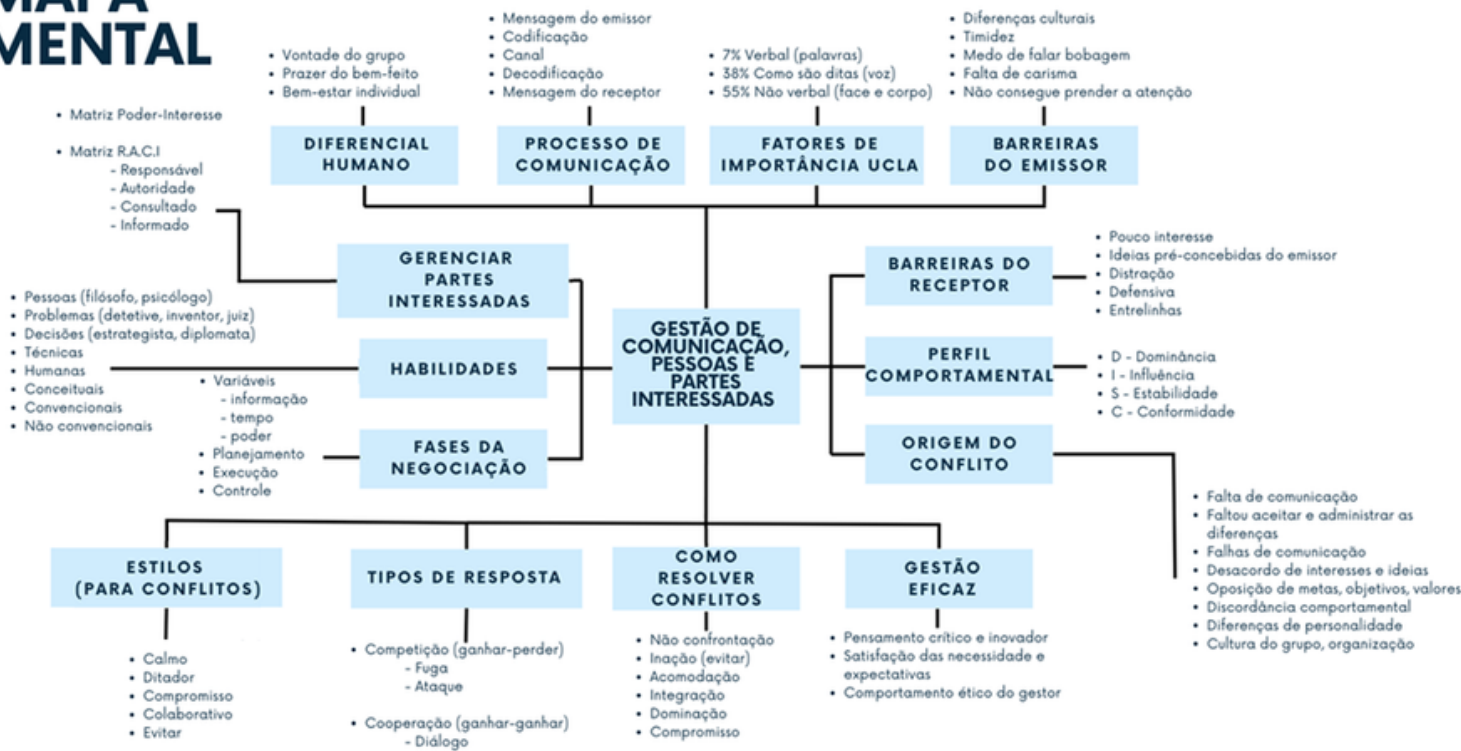 MAPA
MENTAL
• Vontade do grupo
• Prazer do bem-feito
• Bem-estar individual
DIFERENCIAL
HUMANO
• Mensagem do emissor
• Codificação
• Canal
• Decodificação
• Mensagem do receptor
PROCESSO DE
COMUNICAÇÃO
• 7% Verbal (palavras)
• 38% Como são ditas (voz)
• 55% Não verbal (face e corpo)
FATORES DE
IMPORTÂNCIA UCLA
• Diferenças culturais
• Timidez
• Medo de falar bobagem
• Falta de carisma
• Não consegue prender a atenção
BARREIRAS
DO EMISSOR
• Matriz Poder-Interesse
• Matriz R.A.C.I
- Responsável
- Autoridade
- Consultado
- Informado
GERENCIAR
PARTES
INTERESSADAS
• Pessoas (filósofo, psicólogo)
• Problemas (detetive, inventor, juiz)
• Decisões (estrategista, diplomata)
• Técnicas
• Humanas
• Conceituais
• Convencionais
• Não convencionais
HABILIDADES
• Variáveis
- informação
- tempo
- poder
• Planejamento
• Execução
• Controle
FASES DA
NEGOCIAÇÃO
GESTÃO DE
COMUNICAÇÃO,
PESSOAS E
PARTES
INTERESSADAS
BARREIRAS DO
RECEPTOR
• Pouco interesse
• Ideias pré-concebidas do emissor
• Distração
• Defensiva
• Entrelinhas
PERFIL
COMPORTAMENTAL
• D - Dominância
• I - Influência
• S - Estabilidade
• C - Conformidade
ORIGEM DO
CONFLITO
• Falta de comunicação
• Faltou aceitar e administrar as
diferenças
• Falhas de comunicação
• Desacordo de interesses e ideias
• Oposição de metas, objetivos, valores
• Discordância comportamental
• Diferenças de personalidade
• Cultura do grupo, organização
ESTILOS
(PARA CONFLITOS)
• Calmo
• Ditador
• Compromisso
• Colaborativo
• Evitar
TIPOS DE RESPOSTA
• Competição (ganhar-perder)
- Fuga
- Ataque
• Cooperação (ganhar-ganhar)
- Diálogo
COMO
RESOLVER
CONFLITOS
• Não confrontação
• Inação (evitar)
• Acomodação
• Integração
• Dominação
• Compromisso
GESTÃO
EFICAZ
• Pensamento crítico e inovador
• Satisfação das necessidade e
expectativas
• Comportamento ético do gestor